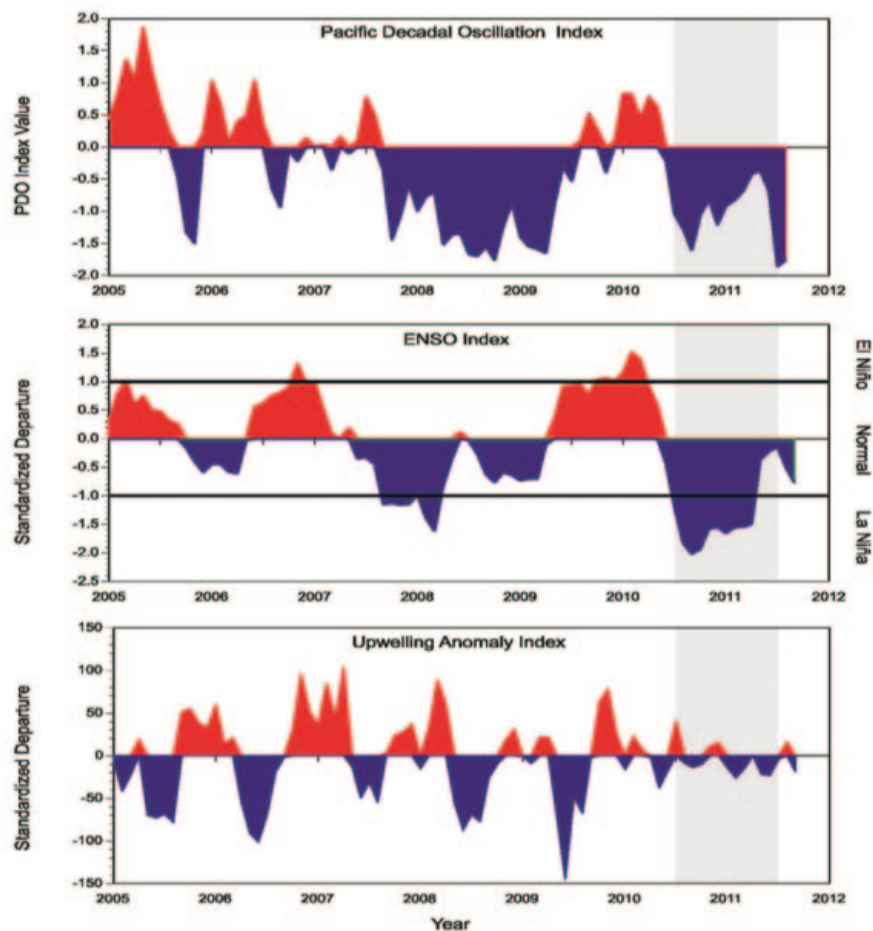 Pacific Decadal Oscillation Index
PDO Index Value
2.0
1.5
1.0
0.5
0.0
-0.5
-1.0
-1.5
-2.0
2005 2006 2007 2008 2009 2010 2011 2012
ENSO Index
Standardized Departure
2.0
1.5
1.0
0.5
0.0
-0.5
-1.0
-1.5
-2.0
-2.5
El Niño
Normal
La Niña
2005 2006 2007 2008 2009 2010 2011 2012
Upwelling Anomaly Index
Standardized Departure
150
100
50
0
-50
-100
-150
2005 2006 2007 2008 2009 2010 2011 2012
Year